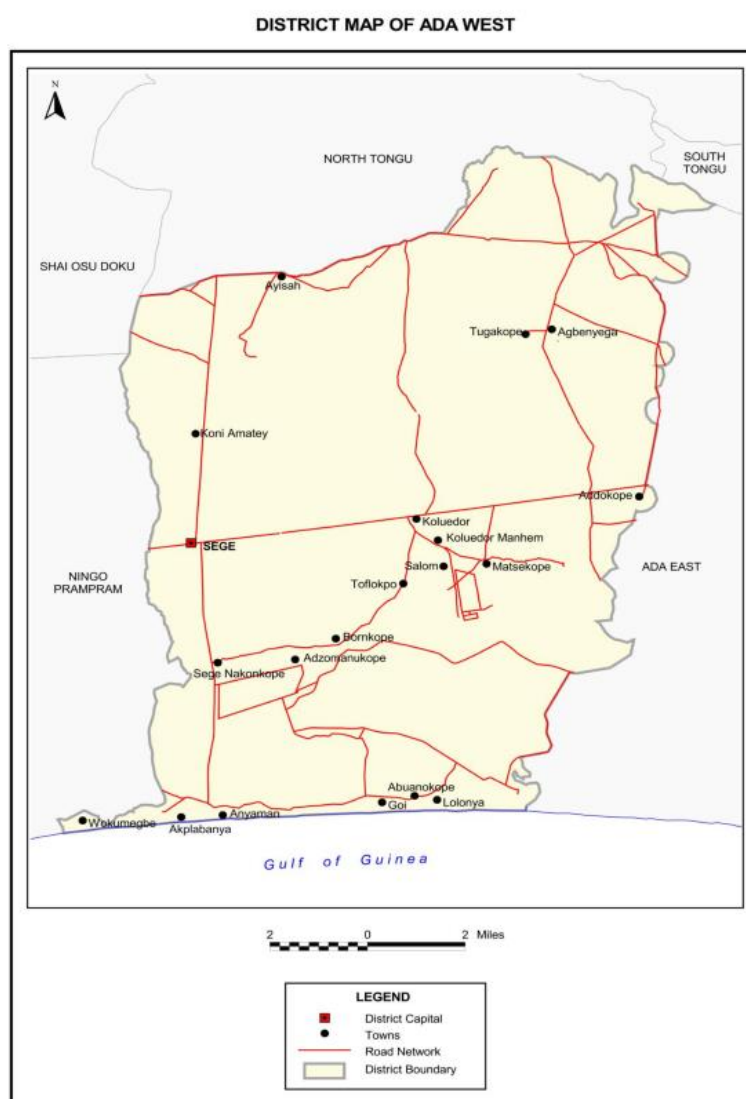 DISTRICT MAP OF ADA WEST
N
NORTH TONGU
SOUTH
TONGU
SHAI OSU DOKU
Ayisah
Tugakope
Agbenyega
Koni Amatey
Addokope
Koluedor
SEGE
Koluedor Manhem
Salom
Matsekope
NINGO
PRAMPRAM
ADA EAST
Toflokpo
Bornkope
Adzomanukope
Sege Nakonkope
Abuanokope
Goi
Lolonya
Anyaman
Wokumegbe
Akplabanya
Gulf of Guinea
2 0 2 Miles
LEGEND
District Capital
Towns
Road Network
District Boundary